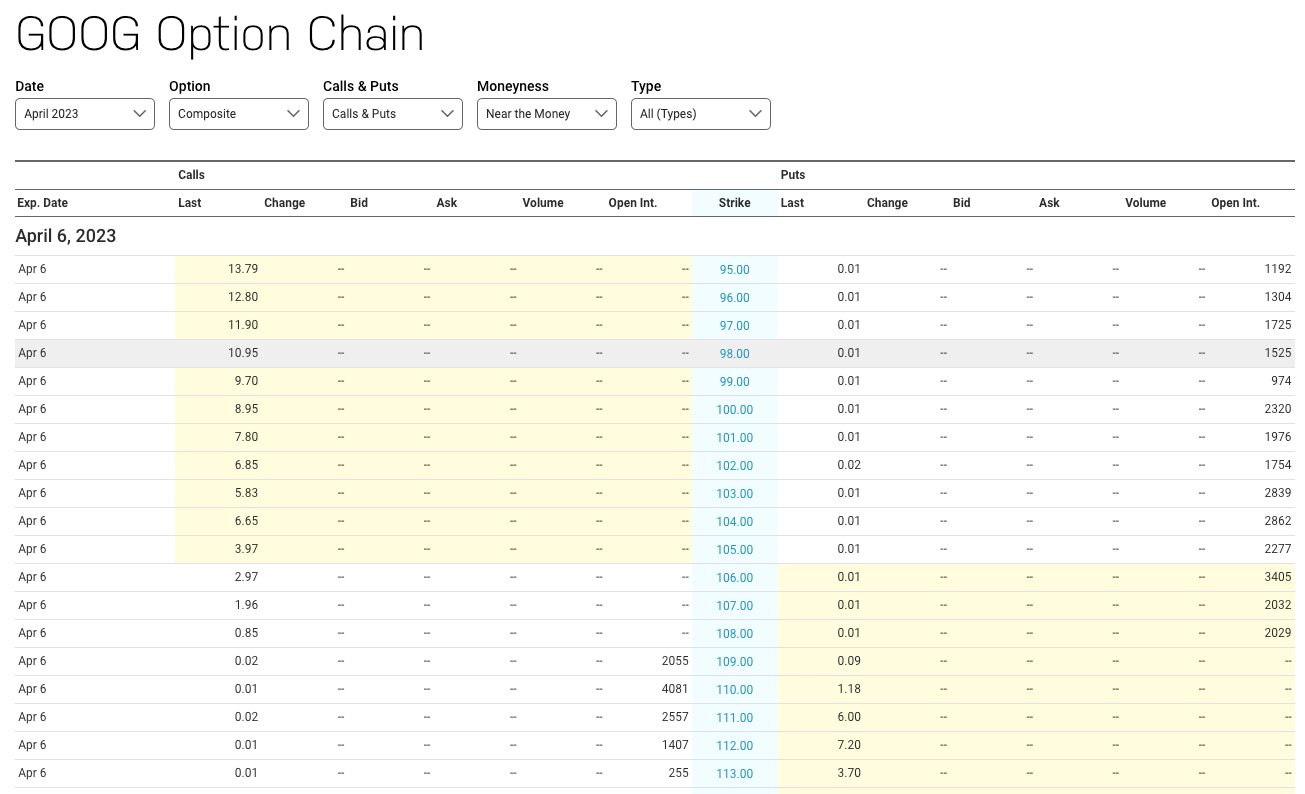 GOOG Option Chain
Date Option Calls & Puts Moneyness Type
April 2023 Composite Calls & Puts Near the Money All (Types)
Calls Puts
Exp. Date Last Change Bid Ask Volume Open Int. Strike Last Change Bid Ask Volume Open Int.
April 6, 2023
Apr 6 13.79 -- -- -- -- -- 95.00 0.01 -- -- -- -- 1192
Apr 6 12.80 -- -- -- -- -- 96.00 0.01 -- -- -- -- 1304
Apr 6 11.90 -- -- -- -- -- 97.00 0.01 -- -- -- -- 1725
Apr 6 10.95 -- -- -- -- -- 98.00 0.01 -- -- -- -- 1525
Apr 6 9.70 -- -- -- -- -- 99.00 0.01 -- -- -- -- 974
Apr 6 8.95 -- -- -- -- -- 100.00 0.01 -- -- -- -- 2320
Apr 6 7.80 -- -- -- -- -- 101.00 0.01 -- -- -- -- 1976
Apr 6 6.85 -- -- -- -- -- 102.00 0.02 -- -- -- -- 1754
Apr 6 5.83 -- -- -- -- -- 103.00 0.01 -- -- -- -- 2839
Apr 6 6.65 -- -- -- -- -- 104.00 0.01 -- -- -- -- 2862
Apr 6 3.97 -- -- -- -- -- 105.00 0.01 -- -- -- -- 2277
Apr 6 2.97 -- -- -- -- -- 106.00 0.01 -- -- -- -- 3405
Apr 6 1.96 -- -- -- -- -- 107.00 0.01 -- -- -- -- 2032
Apr 6 0.85 -- -- -- -- -- 108.00 0.01 -- -- -- -- 2029
Apr 6 0.02 -- -- -- -- 2055 109.00 0.09 -- -- -- -- --
Apr 6 0.01 -- -- -- -- 4081 110.00 1.18 -- -- -- -- --
Apr 6 0.02 -- -- -- -- 2557 111.00 6.00 -- -- -- -- --
Apr 6 0.01 -- -- -- -- 1407 112.00 7.20 -- -- -- -- --
Apr 6 0.01 -- -- -- -- 255 113.00 3.70 -- -- -- -- --